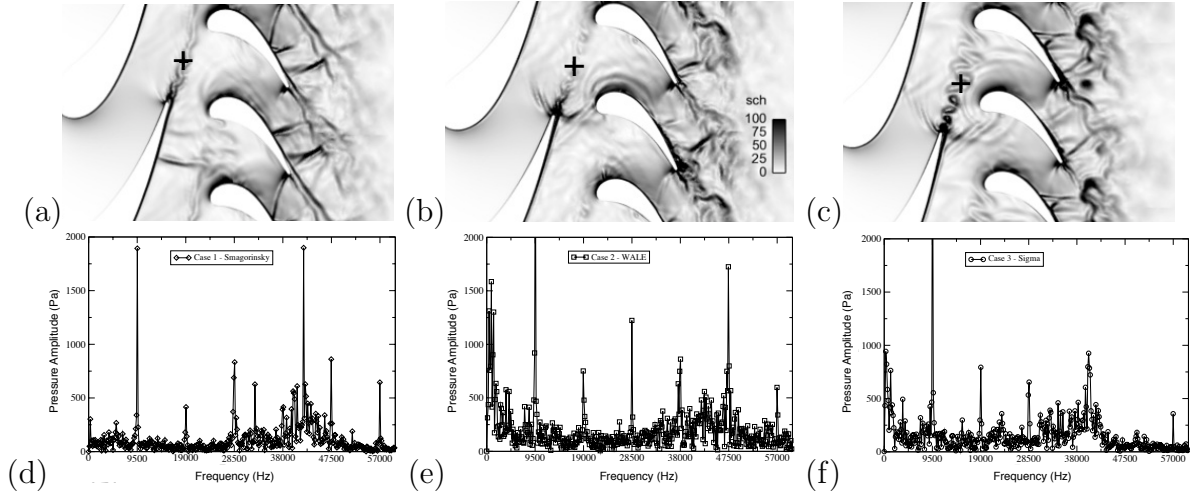 sch
100
75
50
25
0
(a)
(b)
(c)
2000
1500
1000
500
0
Pressure Amplitude (Pa)
Case 1 - Smagorinsky
0 9500 19000 28500 38000 47500 57000
Frequency (Hz)
(d)
2000
1500
1000
500
0
Pressure Amplitude (Pa)
Case 2 - WALE
0 9500 19000 28500 38000 47500 57000
Frequency (Hz)
(e)
2000
1500
1000
500
0
Pressure Amplitude (Pa)
Case 3 - Sigma
0 9500 19000 28500 38000 47500 57000
Frequency (Hz)
(f)